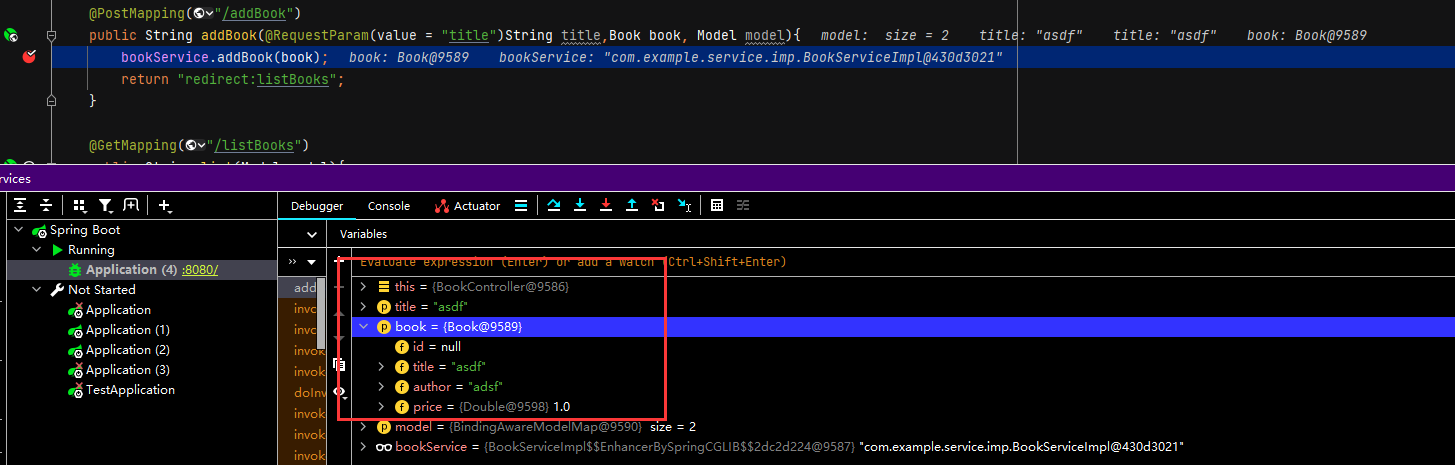 @PostMapping("/addBook")
public String addBook(@RequestParam(value = "title")String title,Book book, Model model){ model: size = 2 title: "asdf" title: "asdf" book: Book@9589
bookService.addBook(book); book: Book@9589 bookService: "com.example.service.imp.BookServiceImpl@430d3021"
return "redirect:listBooks";
}
@GetMapping("/listBooks")
rvices
Debugger Console Actuator
Spring Boot
Running
Application (4) :8080/
Not Started
Application
Application (1)
Application (2)
Application (3)
TestApplication
add
invc
invc
invok
invok
doInv
invok
invok
invok
Variables
Evaluate expression (Enter) or add a watch (Ctrl+Shift+Enter)
this = {BookController@9586}
title = "asdf"
book = {Book@9589}
id = null
title = "asdf"
author = "adsf"
price = {Double@9598} 1.0
model = {BindingAwareModelMap@9590} size = 2
bookService = {BookServiceImpl$$EnhancerBySpringCGLIB$$2dc2d224@9587} "com.example.service.imp.BookServiceImpl@430d3021"